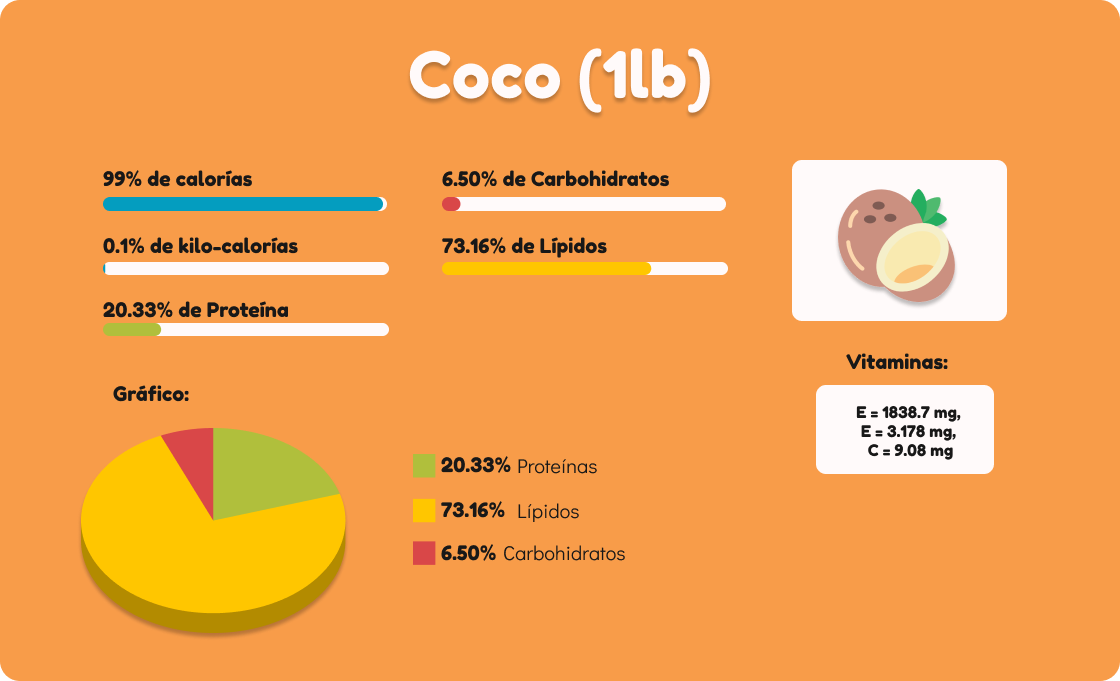 Coco (1lb)
99% de calorías
0.1% de kilo-calorías
20.33% de Proteína
6.50% de Carbohidratos
73.16% de Lípidos
Vitaminas:
E = 1838.7 mg,
E = 3.178 mg,
C = 9.08 mg
Gráfico:
20.33% Proteínas
73.16% Lípidos
6.50% Carbohidratos